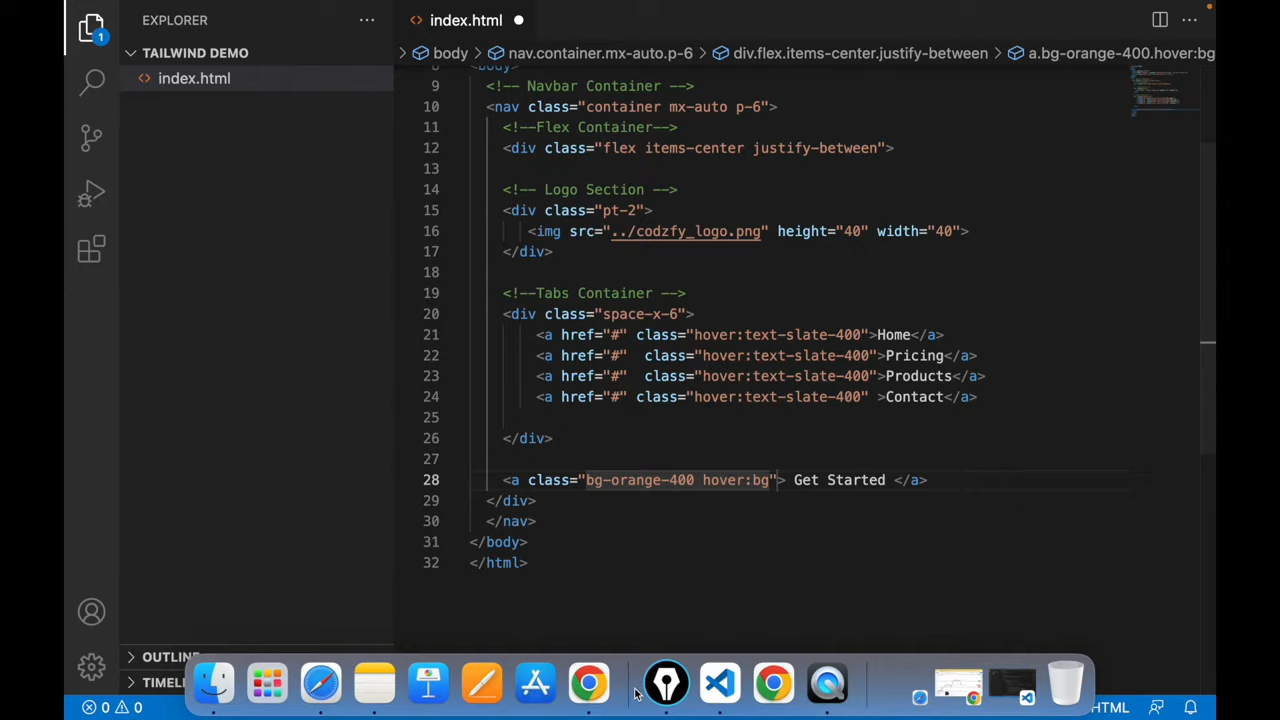 EXPLORER
TAILWIND DEMO
index.html
1
OUTLINE
TIMELI
index.html
body
nav.container.mx-auto.p-6
div.flex.items-center.justify-between
a.bg-orange-400.hover:bg
8 <body>
9 <!-- Navbar Container -->
10 <nav class="container mx-auto p-6">
11 <!--Flex Container-->
12 <div class="flex items-center justify-between">
13
14 <!-- Logo Section -->
15 <div class="pt-2">
16 <img src="../codzfy_logo.png" height="40" width="40">
17 </div>
18
19 <!--Tabs Container -->
20 <div class="space-x-6">
21 <a href="#" class="hover:text-slate-400">Home</a>
22 <a href="#"  class="hover:text-slate-400">Pricing</a>
23 <a href="#"  class="hover:text-slate-400">Products</a>
24 <a href="#"  class="hover:text-slate-400" >Contact</a>
25
26 </div>
27
28 <a class="bg-orange-400 hover:bg"> Get Started </a>
29 </div>
30 </nav>
31 </body>
32 </html>
0 0
HTML